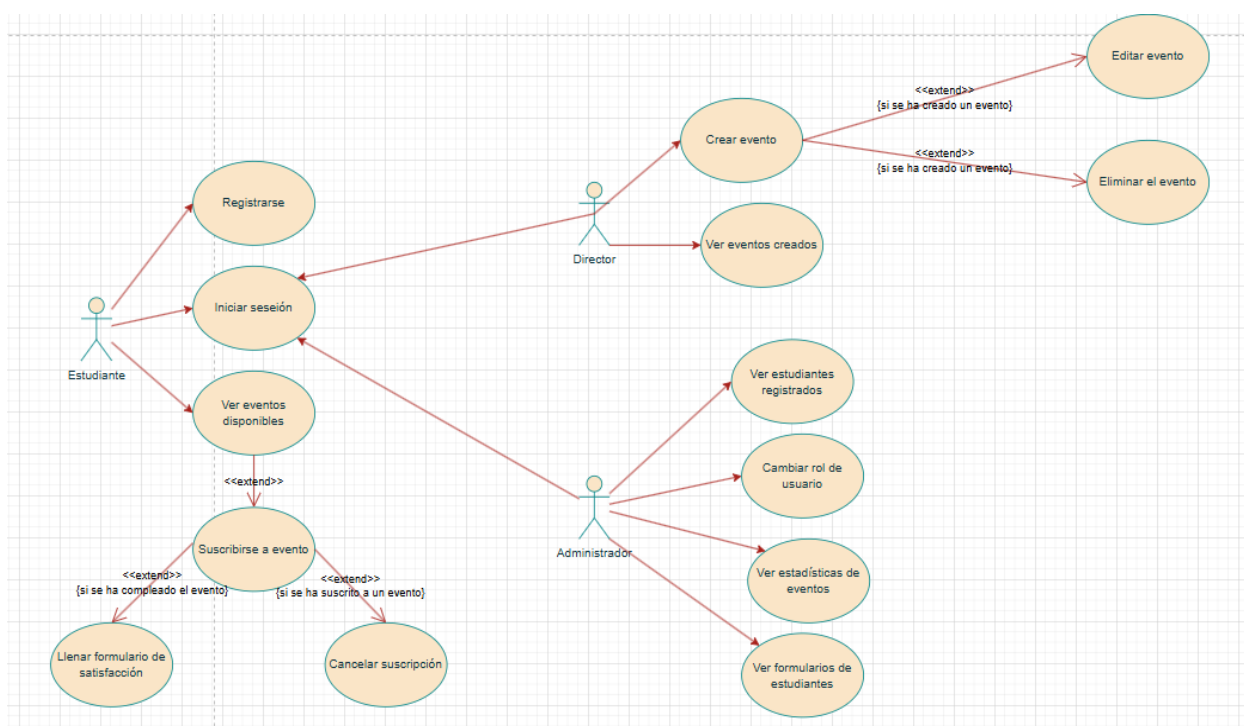 Editar evento
<<extend>>
{si se ha creado un evento}
Crear evento
<<extend>>
{si se ha creado un evento}
Eliminar el evento
Registrarse
Director
Ver eventos creados
Iniciar seseión
Estudiante
Ver estudiantes
registrados
Ver eventos
disponibles
Cambiar rol de
usuario
<<extend>>
Suscribirse a evento
Administrador
<<extend>>
{si se ha compleado el evento}
<<extend>>
{si se ha suscrito a un evento}
Ver estadísticas de
eventos
Llenar formulario de
satisfacción
Cancelar suscripción
Ver formularios de
estudiantes